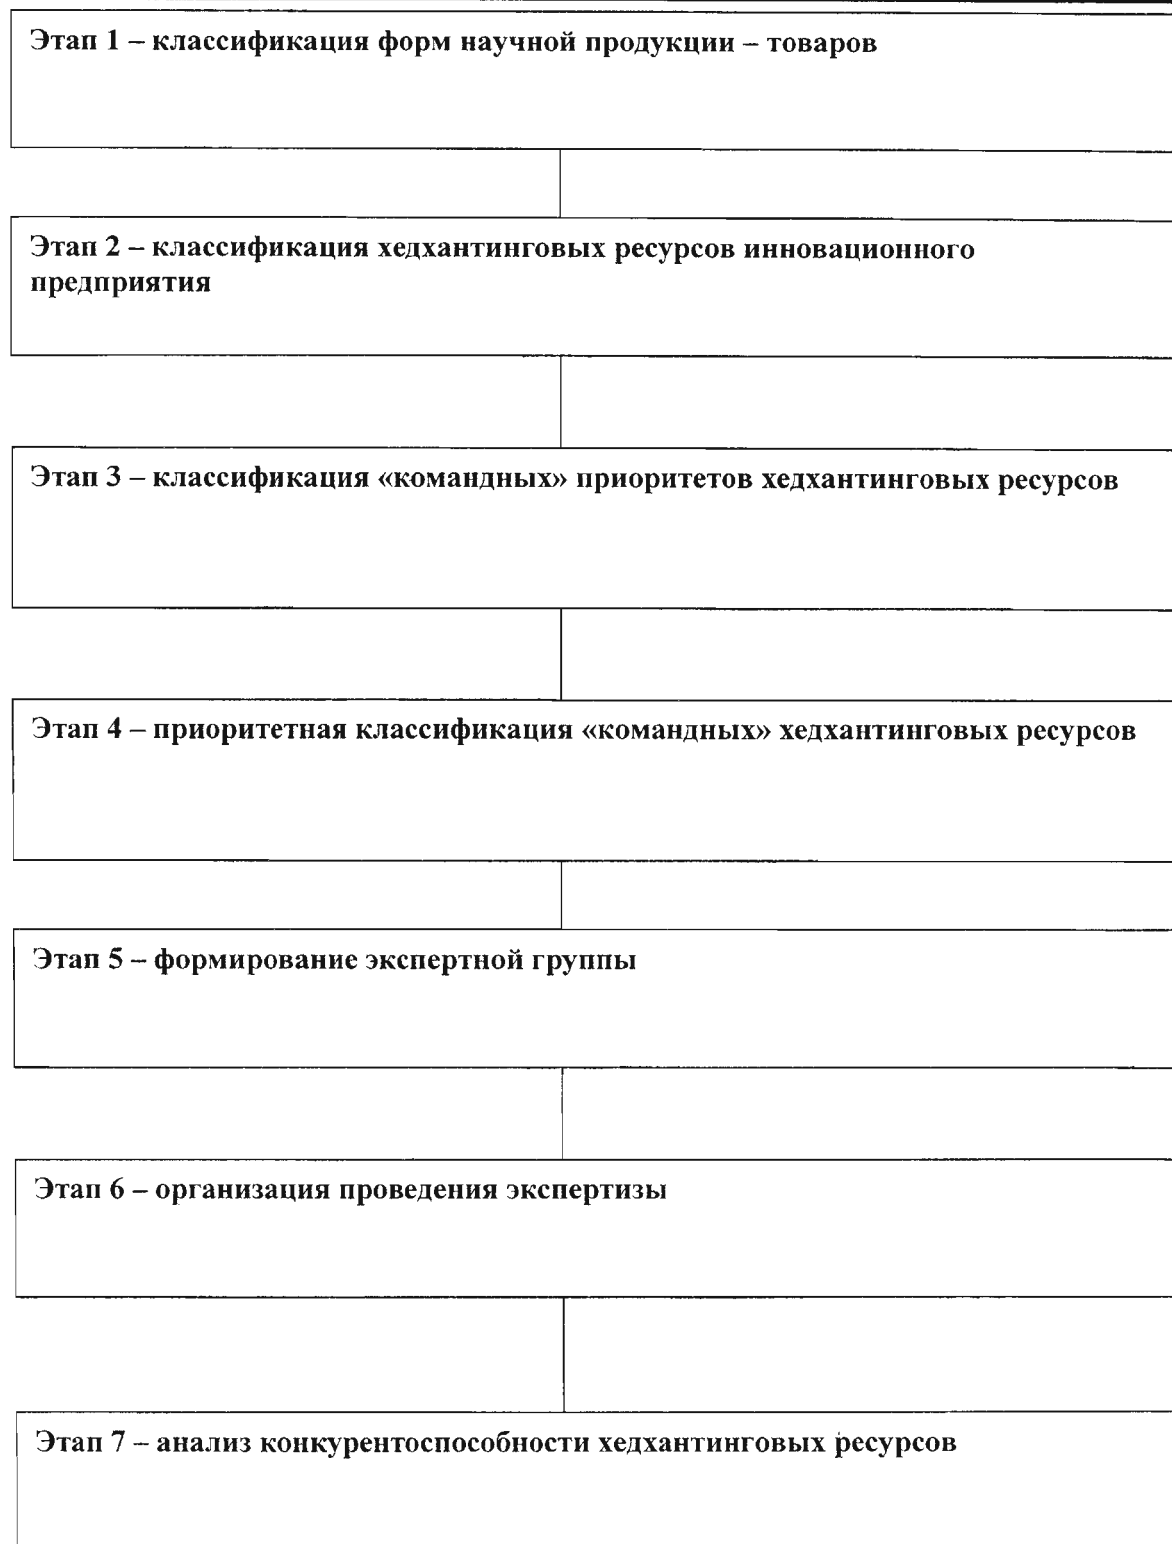 Этап 1 – классификация форм научной продукции – товаров
Этап 2 – классификация хедхантинговых ресурсов инновационного
предприятия
Этап 3 – классификация «командных» приоритетов хедхантинговых ресурсов
Этап 4 – приоритетная классификация «командных» хедхантинговых ресурсов
Этап 5 – формирование экспертной группы
Этап 6 – организация проведения экспертизы
Этап 7 – анализ конкурентоспособности хедхантинговых ресурсов